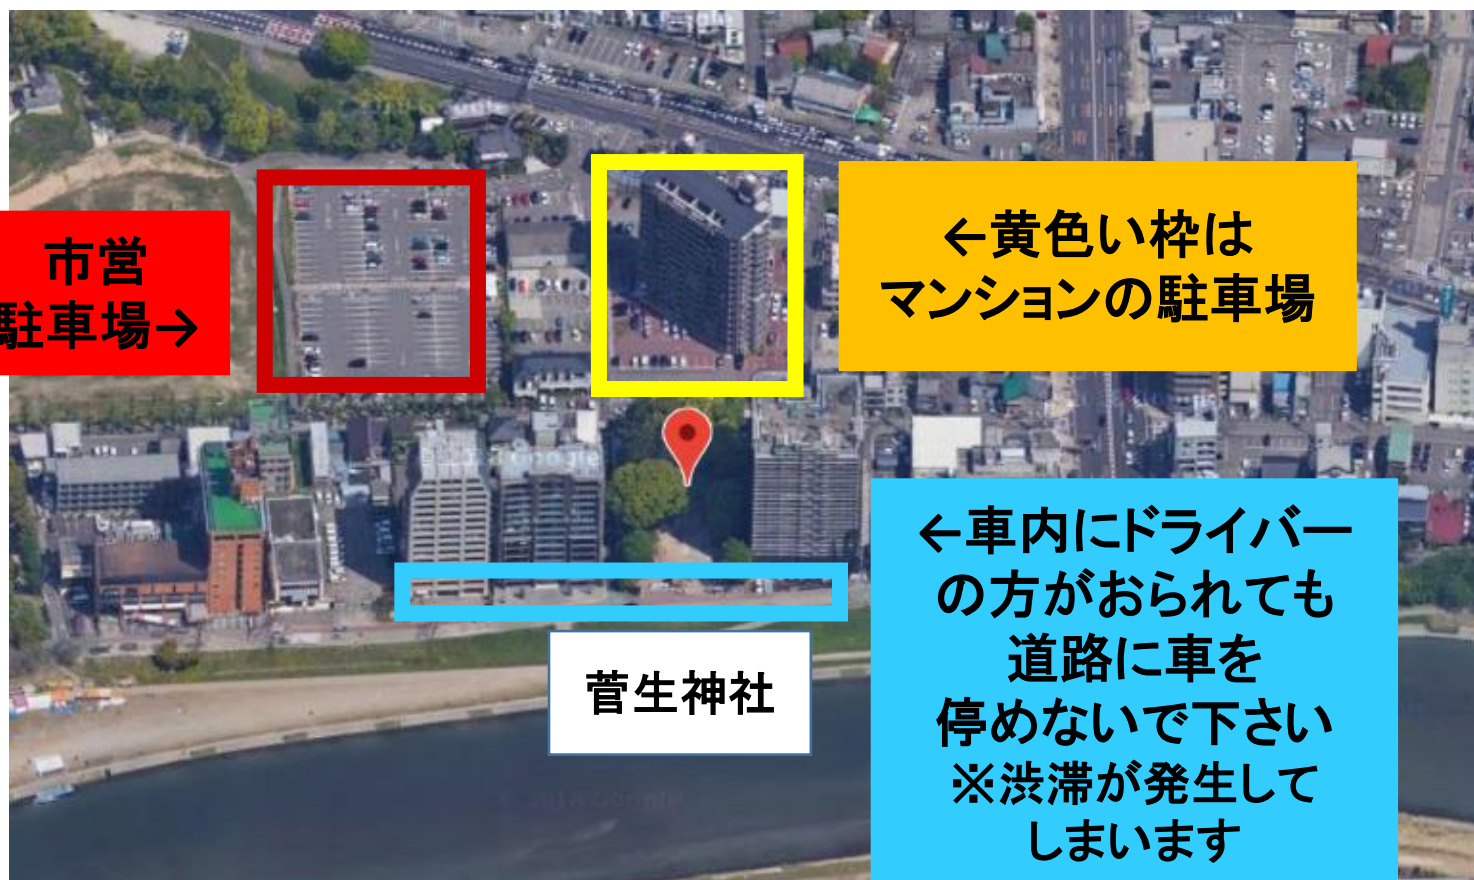 市営
駐車場→
←黄色い枠は
マンションの駐車場
←車内にドライバー
の方がおられても
道路に車を
停めないで下さい
※渋滞が発生して
しまいます
菅生神社
Google